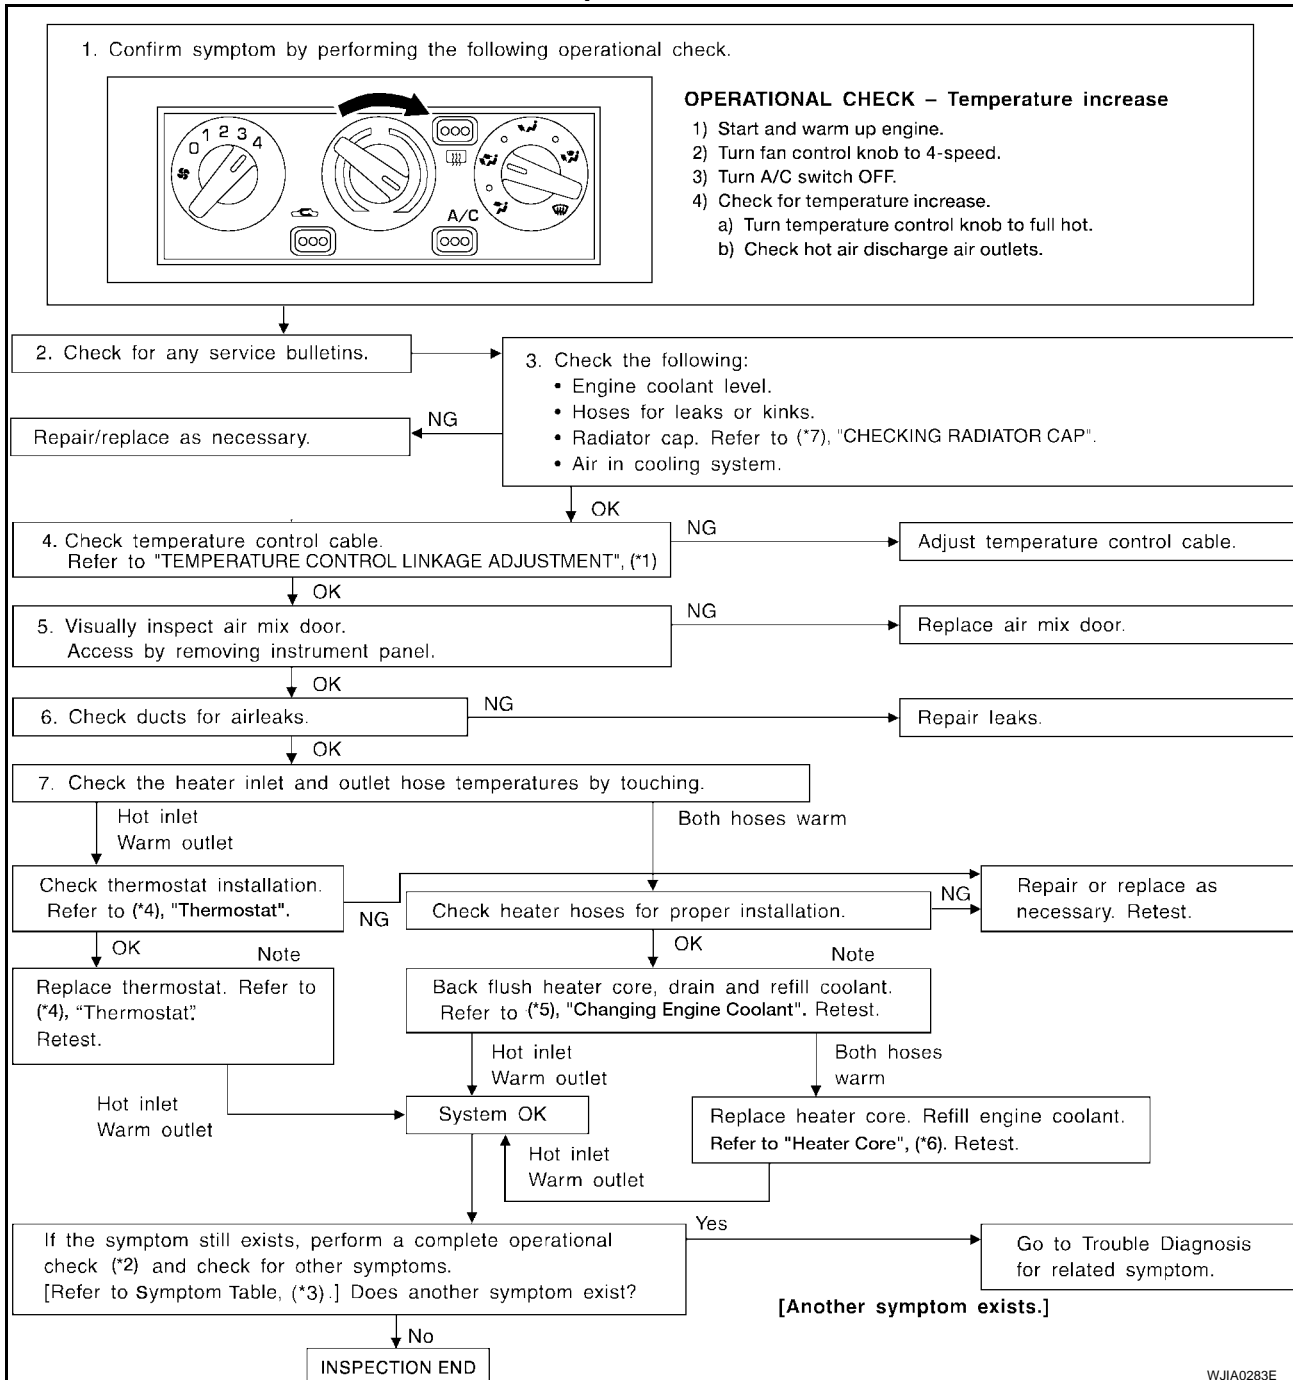 1. Confirm symptom by performing the following operational check.
0 1 2 3 4
A/C
OPERATIONAL CHECK – Temperature increase
1) Start and warm up engine.
2) Turn fan control knob to 4-speed.
3) Turn A/C switch OFF.
4) Check for temperature increase.
a) Turn temperature control knob to full hot.
b) Check hot air discharge air outlets.
2. Check for any service bulletins.
3. Check the following:
• Engine coolant level.
• Hoses for leaks or kinks.
• Radiator cap. Refer to (*7), "CHECKING RADIATOR CAP".
• Air in cooling system.
NG
Repair/replace as necessary.
OK
4. Check temperature control cable.
Refer to "TEMPERATURE CONTROL LINKAGE ADJUSTMENT", (*1)
NG
Adjust temperature control cable.
OK
5. Visually inspect air mix door.
Access by removing instrument panel.
NG
Replace air mix door.
OK
6. Check ducts for airleaks.
NG
Repair leaks.
OK
7. Check the heater inlet and outlet hose temperatures by touching.
Hot inlet
Warm outlet
Both hoses warm
Check thermostat installation.
Refer to (*4), "Thermostat".
NG
Check heater hoses for proper installation.
NG
Repair or replace as
necessary. Retest.
OK
Note
OK
Note
Replace thermostat. Refer to
(*4), “Thermostat”.
Retest.
Back flush heater core, drain and refill coolant.
Refer to (*5), "Changing Engine Coolant". Retest.
Hot inlet
Warm outlet
Both hoses
warm
Hot inlet
Warm outlet
System OK
Replace heater core. Refill engine coolant.
Refer to "Heater Core", (*6). Retest.
Hot inlet
Warm outlet
If the symptom still exists, perform a complete operational
check (*2) and check for other symptoms.
[Refer to Symptom Table, (*3).] Does another symptom exist?
Yes
Go to Trouble Diagnosis
for related symptom.
[Another symptom exists.]
No
INSPECTION END
WJIA0283E